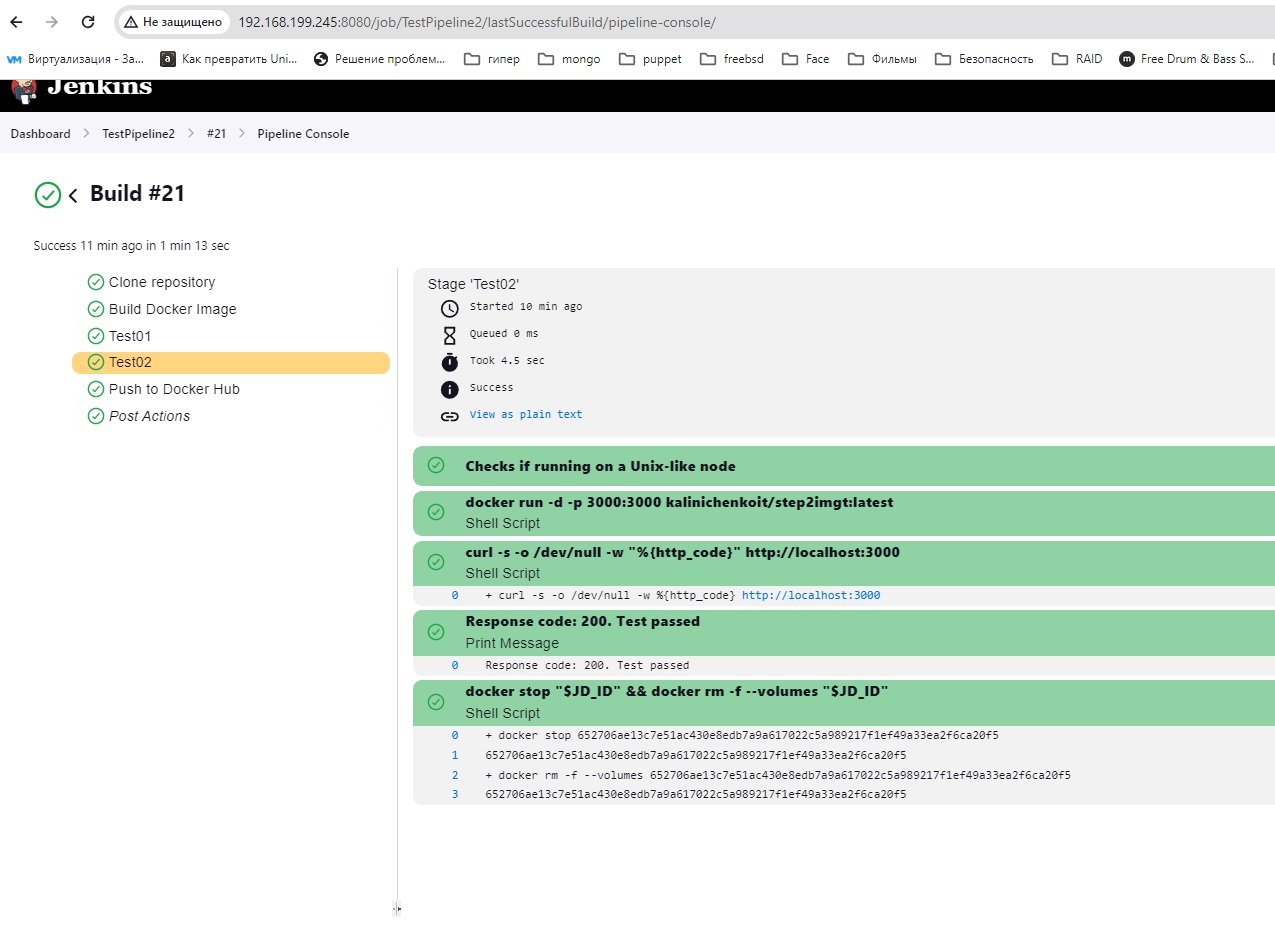 Не защищено 192.168.199.245:8080/job/TestPipeline2/lastSuccessfulBuild/pipeline-console/
Виртуализация - За... Как превратить Uni... Решение проблем... гипер mongo puppet freebsd Face Фильмы Безопасность RAID Free Drum & Bass S...
Jenkins
Dashboard TestPipeline2 #21 Pipeline Console
Build #21
Success 11 min ago in 1 min 13 sec
Clone repository
Build Docker Image
Test01
Test02
Push to Docker Hub
Post Actions
Stage 'Test02'
Started 10 min ago
Queued 0 ms
Took 4.5 sec
Success
View as plain text
Checks if running on a Unix-like node
docker run -d -p 3000:3000 kalinichenkoit/step2imgt:latest
Shell Script
curl -s -o /dev/null -w "%{http_code}" http://localhost:3000
Shell Script
0 + curl -s -o /dev/null -w %{http_code} http://localhost:3000
Response code: 200. Test passed
Print Message
0 Response code: 200. Test passed
docker stop "$JD_ID" && docker rm -f --volumes "$JD_ID"
Shell Script
0 + docker stop 652706ae13c7e51ac430e8edb7a9a617022c5a989217f1ef49a33ea2f6ca20f5
1 652706ae13c7e51ac430e8edb7a9a617022c5a989217f1ef49a33ea2f6ca20f5
2 + docker rm -f --volumes 652706ae13c7e51ac430e8edb7a9a617022c5a989217f1ef49a33ea2f6ca20f5
3 652706ae13c7e51ac430e8edb7a9a617022c5a989217f1ef49a33ea2f6ca20f5